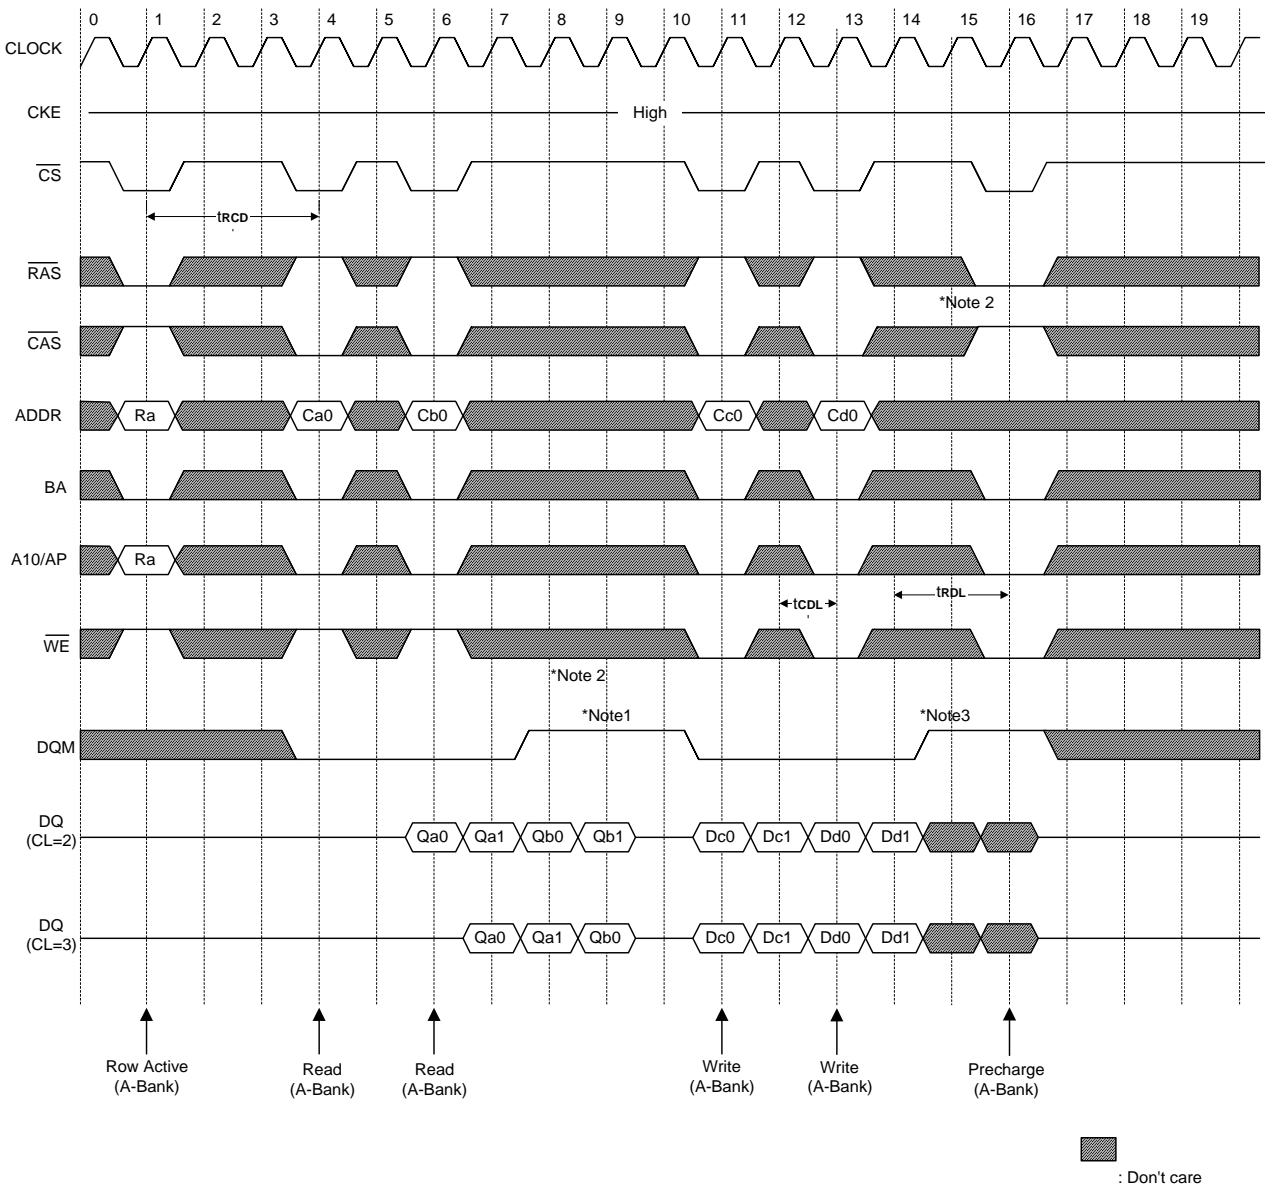 0 1 2 3 4 5 6 7 8 9 10 11 12 13 14 15 16 17 18 19
CLOCK
CKE High
CS
tRCD
RAS
*Note 2
CAS
ADDR Ra Ca0 Cb0 Cc0 Cd0
BA
A10/AP Ra
tCDL tRDL
WE
*Note 2
*Note1 *Note3
DQM
DQ
(CL=2) Qa0 Qa1 Qb0 Qb1 Dc0 Dc1 Dd0 Dd1
DQ
(CL=3) Qa0 Qa1 Qb0 Dc0 Dc1 Dd0 Dd1
Row Active
(A-Bank)
Read
(A-Bank)
Read
(A-Bank)
Write
(A-Bank)
Write
(A-Bank)
Precharge
(A-Bank)
: Don't care